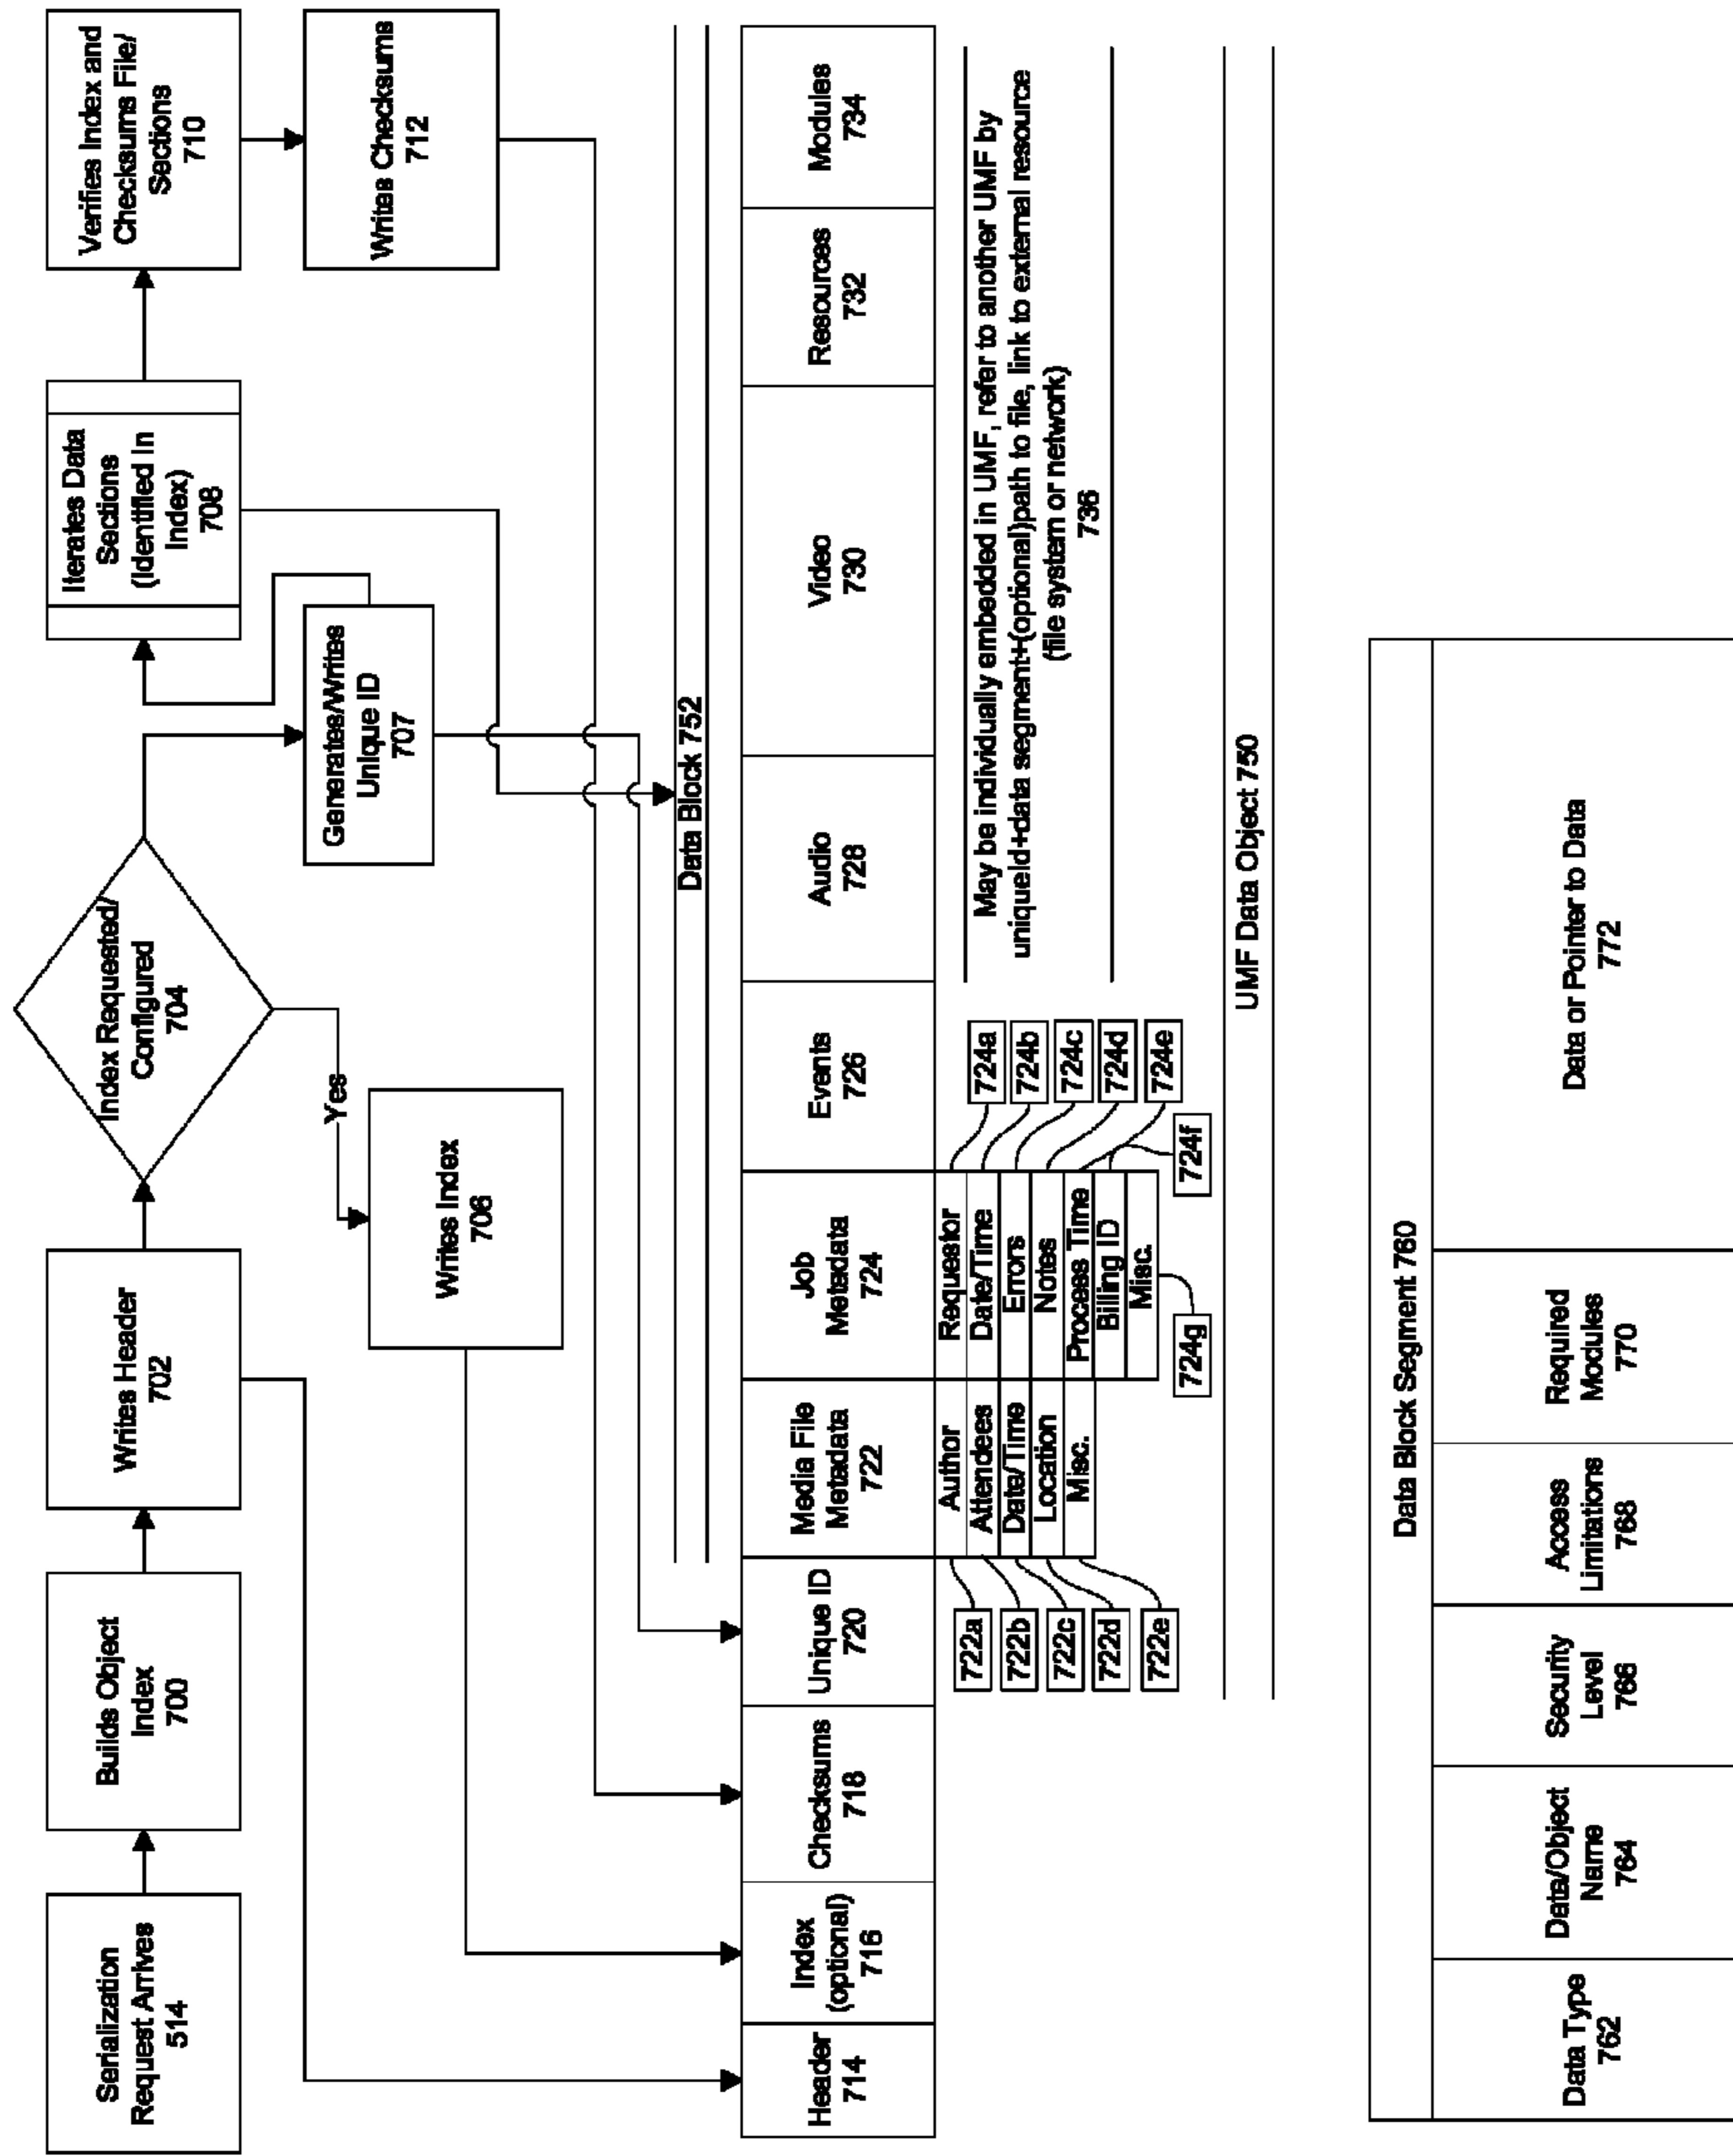 Serialization
Request Arrives
514
Builds Object
Index
700
Writes Header
702
Index Requested/
Configured
704
Yes
Writes Index
706
Generates/Writes
Unique ID
707
Iterates Data
Sections
(Identified in
Index)
708
Verifies Index and
Checksums File/
Sections
710
Writes Checksums
712
Data Block 752
Header
714
Index
(optional)
716
Checksums
718
Unique ID
720
Media File
Metadata
722
Job
Metadata
724
Events
726
Audio
728
Video
730
Resources
732
Modules
734
Author
Attendees
Date/Time
Location
Misc.
722a
722b
722c
722d
722e
Requestor
Date/Time
Errors
Notes
Process Time
Billing ID
Misc.
724a
724b
724c
724d
724e
724f
724g
May be individually embedded in UMF, refer to another UMF by
uniqueId+data segment+(optional)path to file, link to external resource
(file system or network)
736
UMF Data Object 750
Data Block Segment 760
Data Type
762
Data/Object
Name
764
Security
Level
766
Access
Limitations
768
Required
Modules
770
Data or Pointer to Data
772